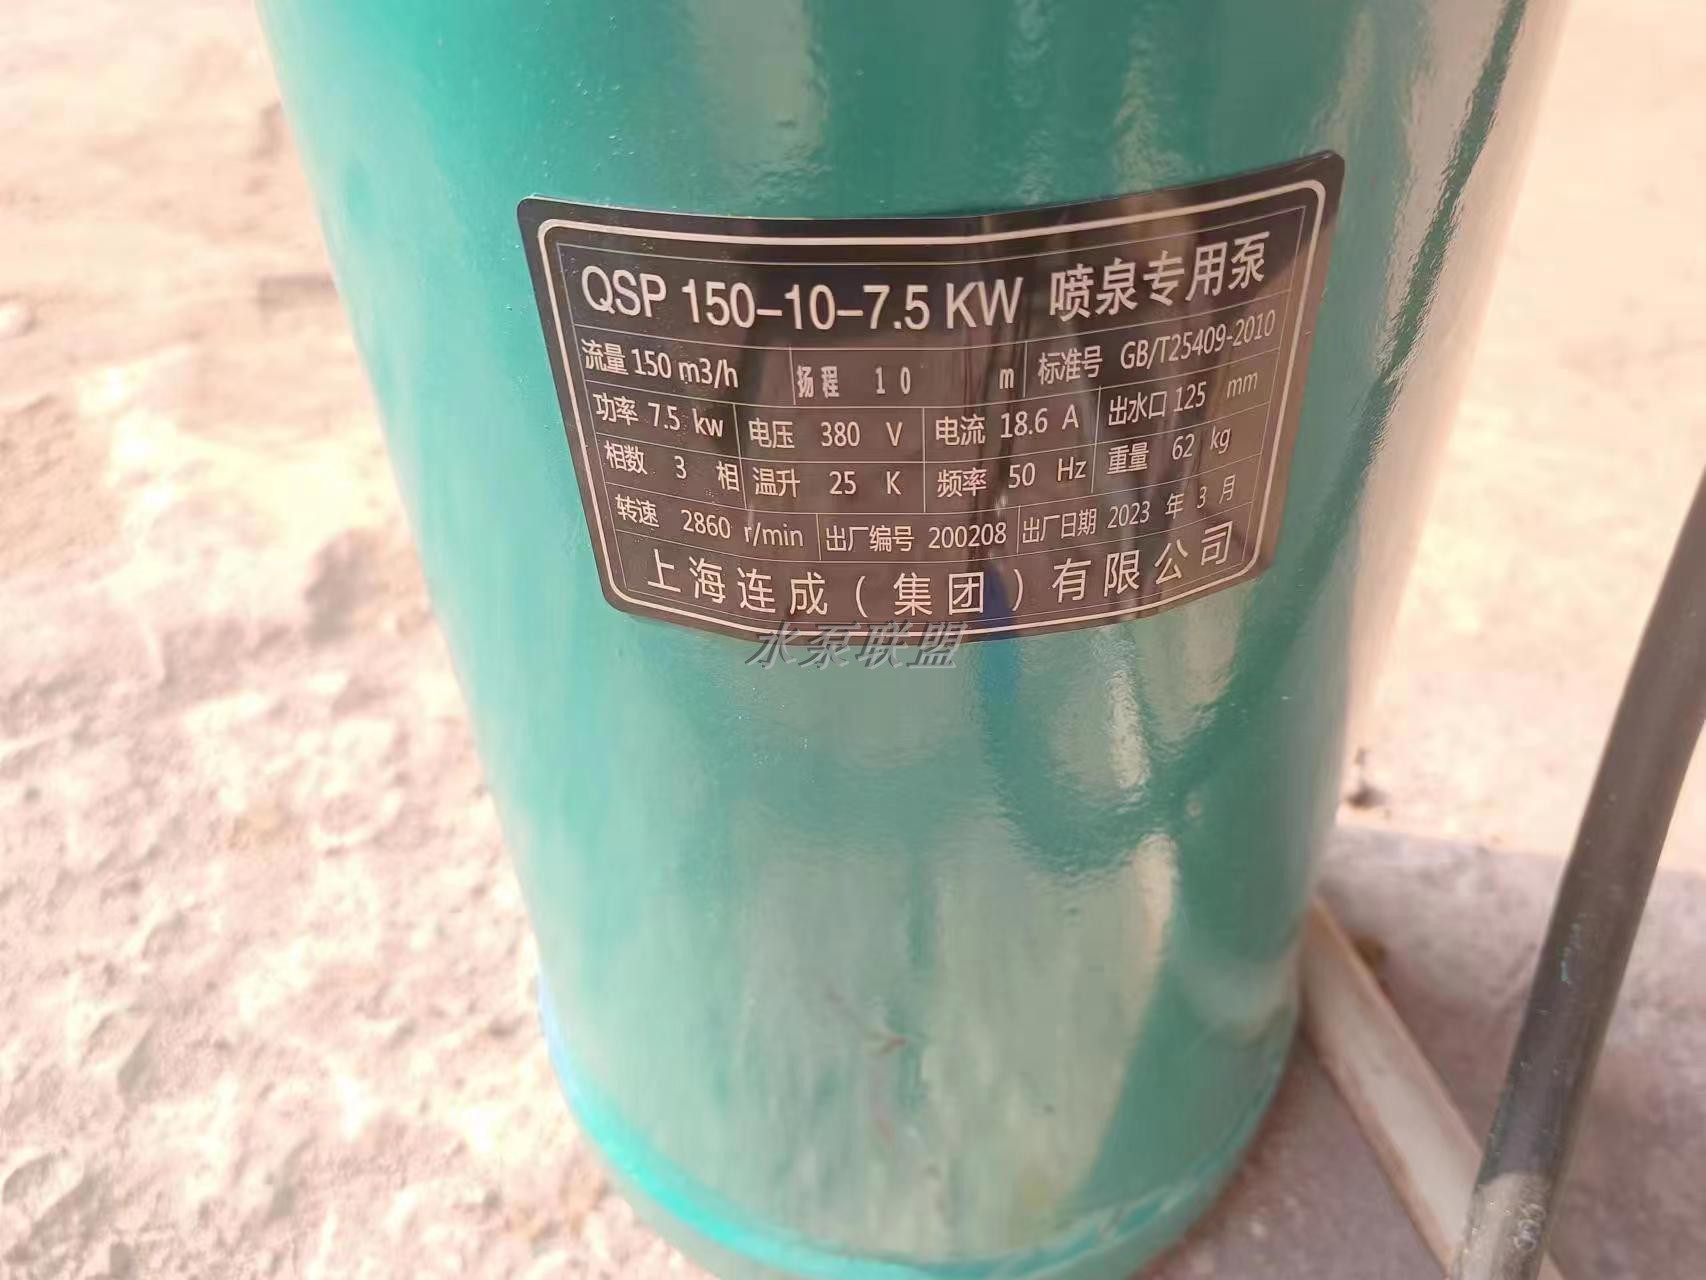 QSP 150-10-7.5 KW 喷泉专用泵
流量 150 m3/h 扬程 10 m 标准号 GB/T25409-2010
功率 7.5 kw 电压 380 V 电流 18.6 A 出水口 125 mm
相数 3 相 温升 25 K 频率 50 Hz 重量 62 kg
转速 2860 r/min 出厂编号 200208 出厂日期 2023 年 3 月
上海连成(集团)有限公司
水泵联盟